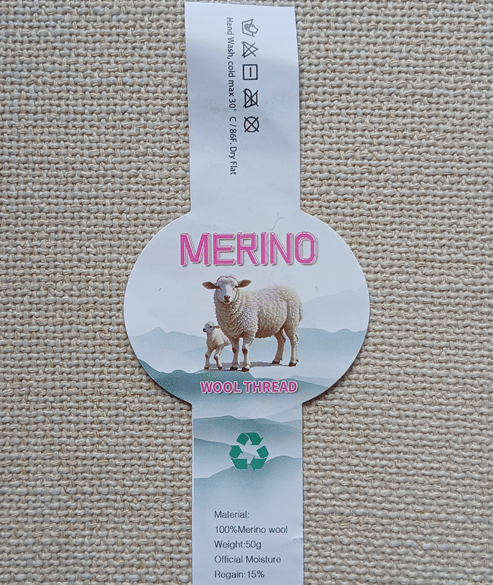 Hand Wash, cold max 30° C / 86F. Dry Flat
MERINO
WOOL THREAD
Material:
100%Merino wool
Weight:50g
Official Moisture
Regain:15%